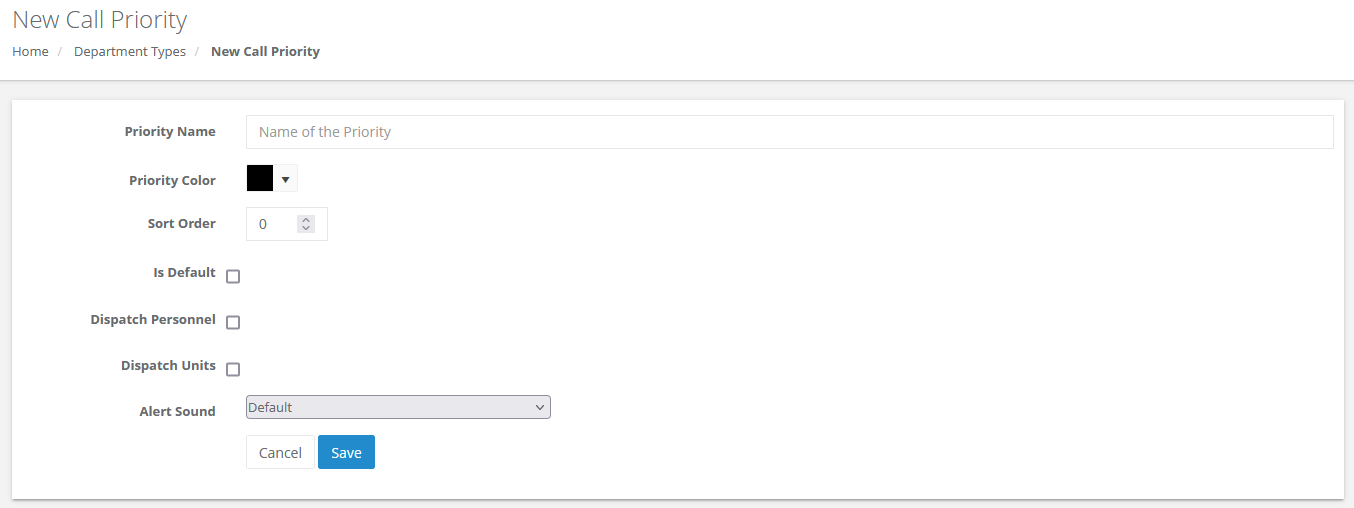 New Call Priority
Home / Department Types / New Call Priority
Priority Name Name of the Priority
Priority Color
Sort Order 0
Is Default
Dispatch Personnel
Dispatch Units
Alert Sound Default
Cancel Save